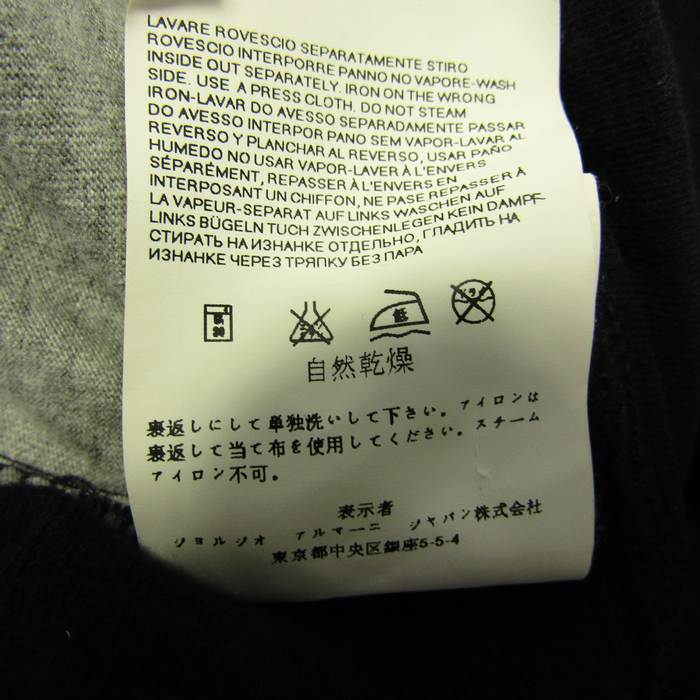 LAVARE ROVESCIO SEPARATAMENTE STIRO
ROVESCIO INTERPORRE PANNO NO VAPORE-WASH
INSIDE OUT SEPARATELY. IRON ON THE WRONG
SIDE. USE A PRESS CLOTH. DO NOT STEAM
IRON-LAVAR DO AVESSO SEPARADAMENTE PASSAR
DO AVESSO INTERPOR PANO SEM VAPOR-LAVAR AL
REVERSO Y PLANCHAR AL REVERSO, USAR PAÑO
HUMEDO NO USAR VAPOR-LAVER À L'ENVERS
SÉPARÉMENT, REPASSER À L'ENVERS EN
INTERPOSANT UN CHIFFON, NE PASE REPASSER À
LA VAPEUR-SEPARAT AUF LINKS WASCHEN AUF
LINKS BÜGELN TUCH ZWISCHENLEGEN KEIN DAMPF
СТИРАТЬ НА ИЗНАНКЕ ОТДЕЛЬНО, ГЛАДИТЬ НА
ИЗНАНКЕ ЧЕРЕЗ ТРЯПКУ БЕЗ ПАРА
30 低
自然乾燥
裏返しにして単独洗いして下さい。アイロンは
裏返して当て布を使用してください。スチーム
アイロン不可。
表示者
ジョルジオ アルマーニ ジャパン株式会社
東京都中央区銀座5-5-4